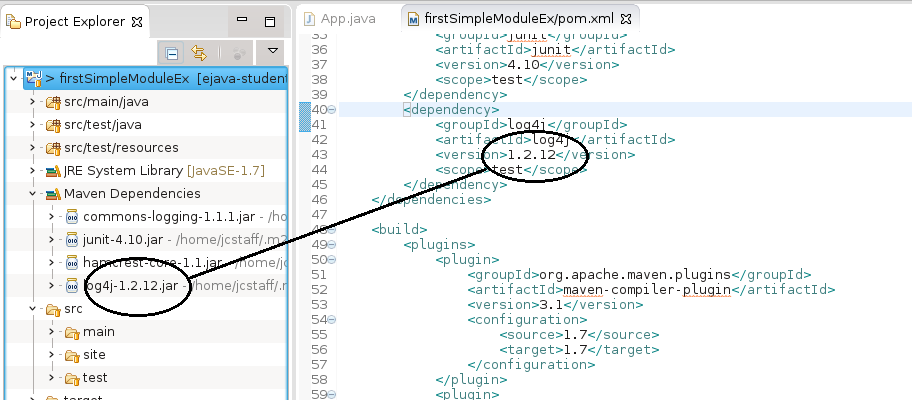 Project Explorer
> firstSimpleModuleEx [ejava-student
src/main/java
src/test/java
src/test/resources
JRE System Library [JavaSE-1.7]
Maven Dependencies
commons-logging-1.1.1.jar - /ho
junit-4.10.jar - /home/jcstaff/.m2
hamcrest-core-1.1.jar - /home/jcs
log4j-1.2.12.jar - /home/jcstaff/.m
src
main
site
test
target
App.java
firstSimpleModuleEx/pom.xml
35 <groupId>junit</groupId>
36 <artifactId>junit</artifactId>
37 <version>4.10</version>
38 <scope>test</scope>
39 </dependency>
40 <dependency>
41 <groupId>log4j</groupId>
42 <artifactId>log4j</artifactId>
43 <version>1.2.12</version>
44 <scope>test</scope>
45 </dependency>
46 </dependencies>
47
48 <build>
49 <plugins>
50 <plugin>
51 <groupId>org.apache.maven.plugins</groupId>
52 <artifactId>maven-compiler-plugin</artifactId>
53 <version>3.1</version>
54 <configuration>
55 <source>1.7</source>
56 <target>1.7</target>
57 </configuration>
58 </plugin>
59 <plugin>